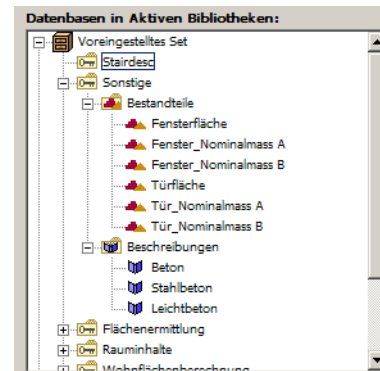 Datenbasen in Aktiven Bibliotheken:
Voreingestelltes Set
Stairdesc
Sonstige
Bestandteile
Fensterfläche
Fenster_Nominalmass A
Fenster_Nominalmass B
Türfläche
Tür_Nominalmass A
Tür_Nominalmass B
Beschreibungen
Beton
Stahlbeton
Leichtbeton
Flächenermittlung
Rauminhalte
Wohnflächenberechnung